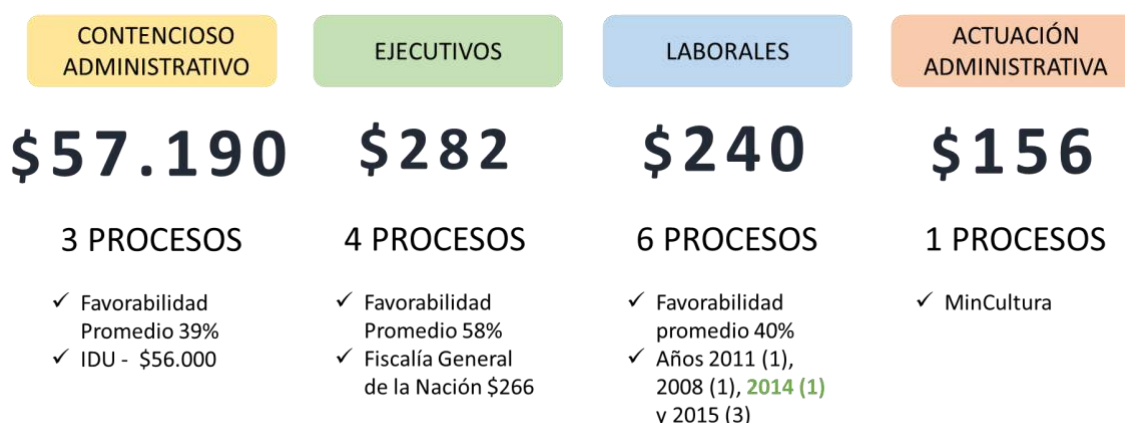 CONTENCIOSO
ADMINISTRATIVO
$57.190
3 PROCESOS
✓ Favorabilidad
Promedio 39%
✓ IDU - $56.000
EJECUTIVOS
$282
4 PROCESOS
✓ Favorabilidad
Promedio 58%
✓ Fiscalía General
de la Nación $266
LABORALES
$240
6 PROCESOS
✓ Favorabilidad
promedio 40%
✓ Años 2011 (1),
2008 (1), 2014 (1)
y 2015 (3)
ACTUACIÓN
ADMINISTRATIVA
$156
1 PROCESOS
✓ MinCultura